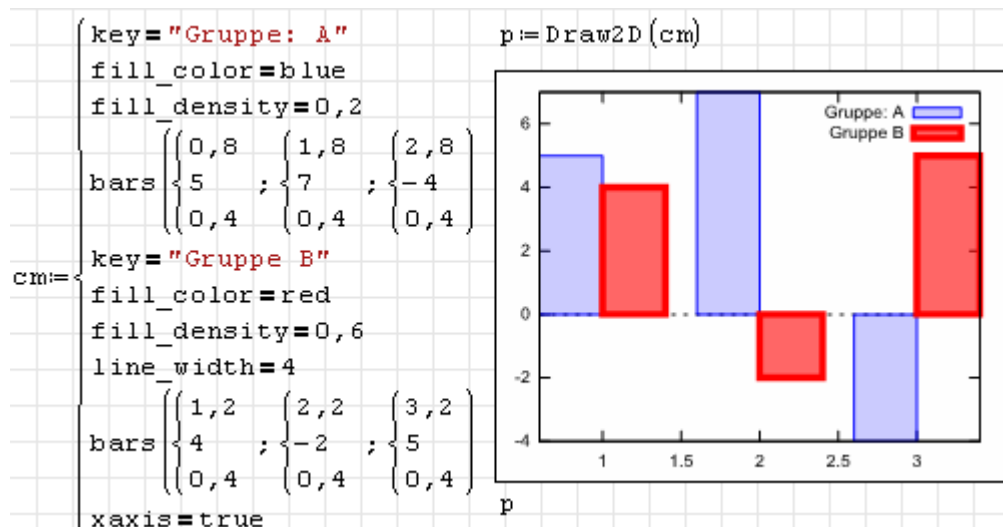 key="Gruppe: A"
fill_color=blue
fill_density=0,2
0,8 1,8 2,8
bars 5 ; 7 ; -4
0,4 0,4 0,4
key="Gruppe B"
cm:=
fill_color=red
fill_density=0,6
line_width=4
1,2 2,2 3,2
bars 4 ; -2 ; 5
0,4 0,4 0,4
xaxis=true
p:=Draw2D(cm)
Gruppe: A
Gruppe B
6
4
2
0
-2
-4
1 1.5 2 2.5 3
p